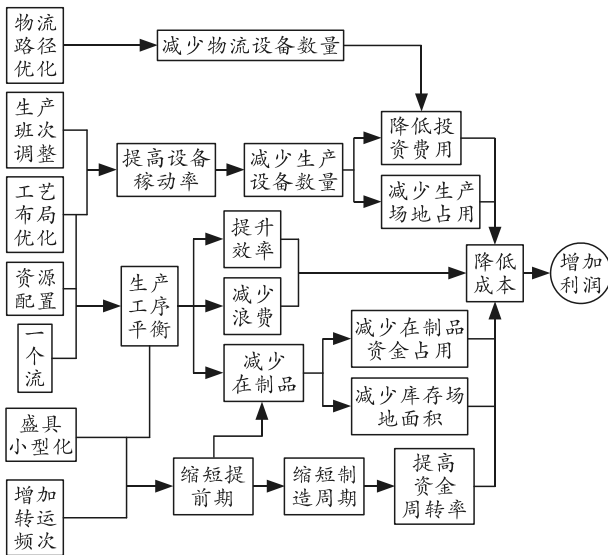 物流
路径
优化
减少物流设备数量
生产
班次
调整
提高设备
稼动率
减少生产
设备数量
降低投
资费用
减少生产
场地占用
工艺
布局
优化
提升
效率
降低
成本
增加
利润
资源
配置
生产
工序
平衡
减少
浪费
一
个
流
减少
在制品
减少在制品
资金占用
减少库存场
地面积
盛具
小型化
缩短提
前期
缩短制
造周期
提高
资金
周转率
增加
转运
频次